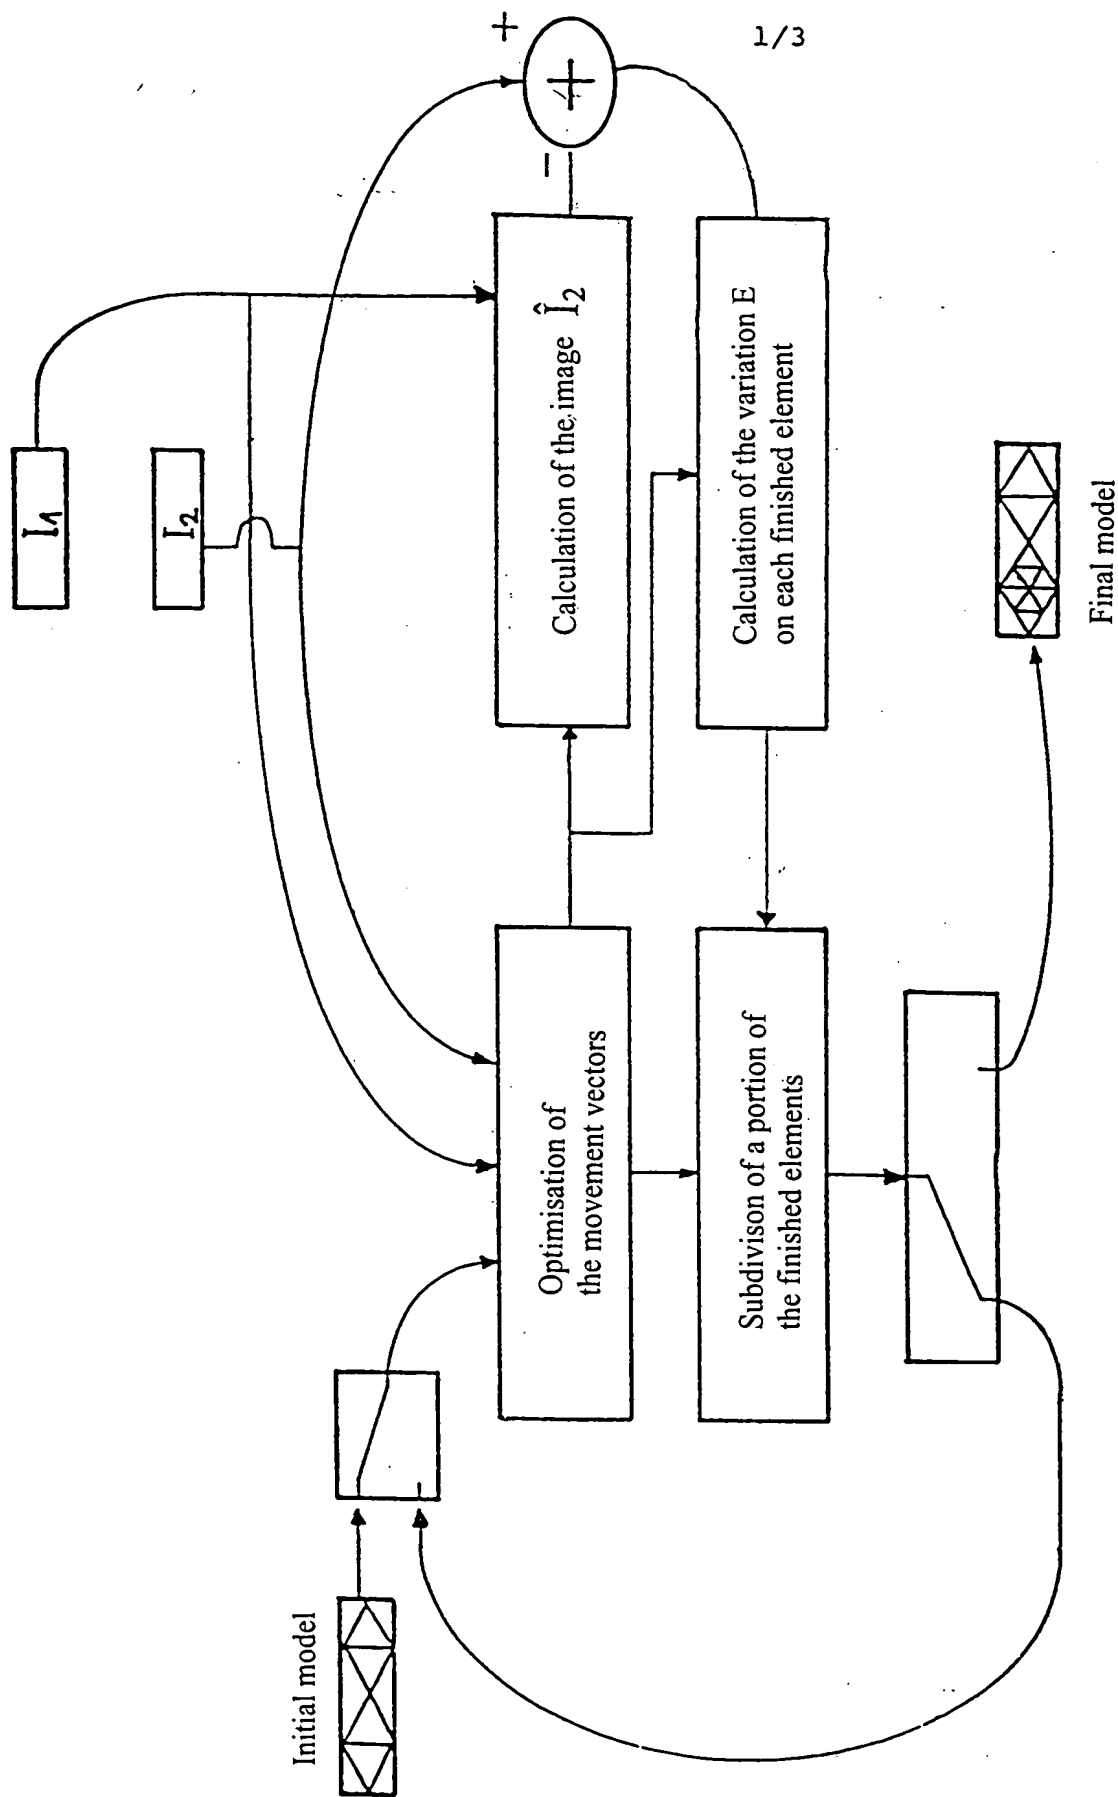 1/3
I1
I2
+
-
+
Calculation of the image Î2
Calculation of the variation E
on each finished element
Optimisation of
the movement vectors
Subdivison of a portion of
the finished elements
Initial model
Final model